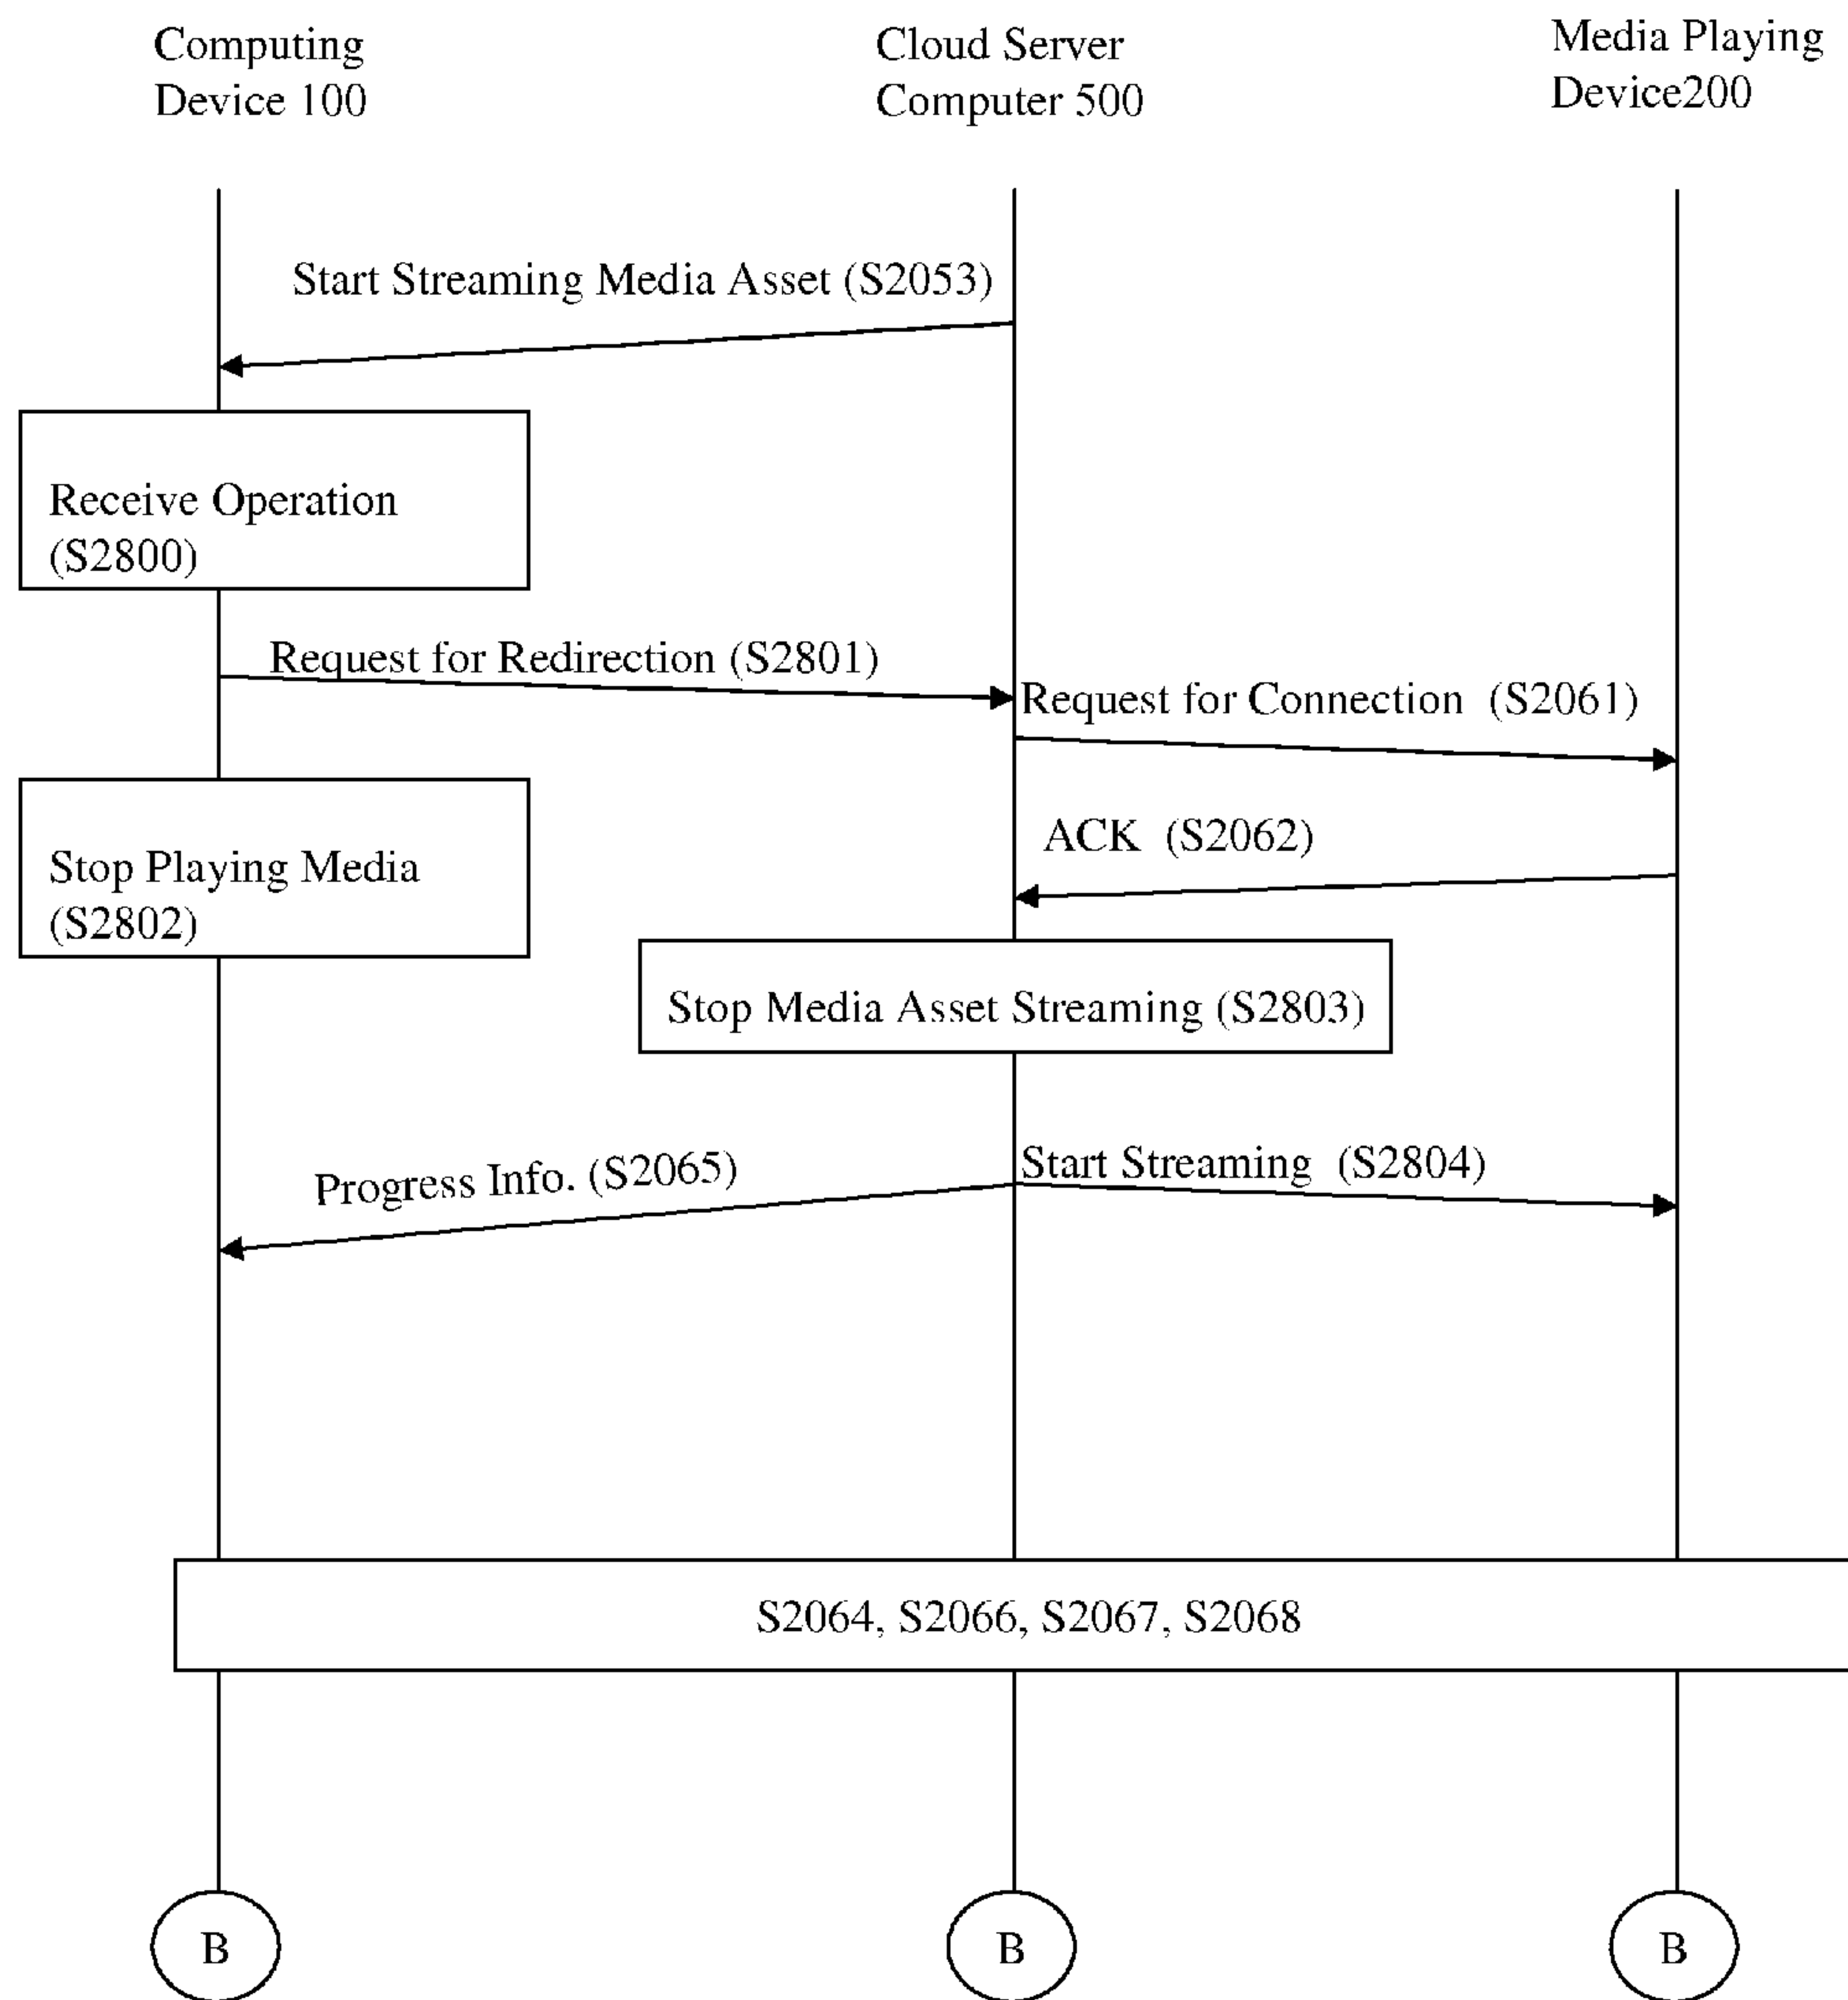 Computing
Device 100
Cloud Server
Computer 500
Media Playing
Device200
Start Streaming Media Asset (S2053)
Receive Operation
(S2800)
Request for Redirection (S2801)
Request for Connection (S2061)
Stop Playing Media
(S2802)
ACK (S2062)
Stop Media Asset Streaming (S2803)
Progress Info. (S2065)
Start Streaming (S2804)
S2064, S2066, S2067, S2068
B
B
B